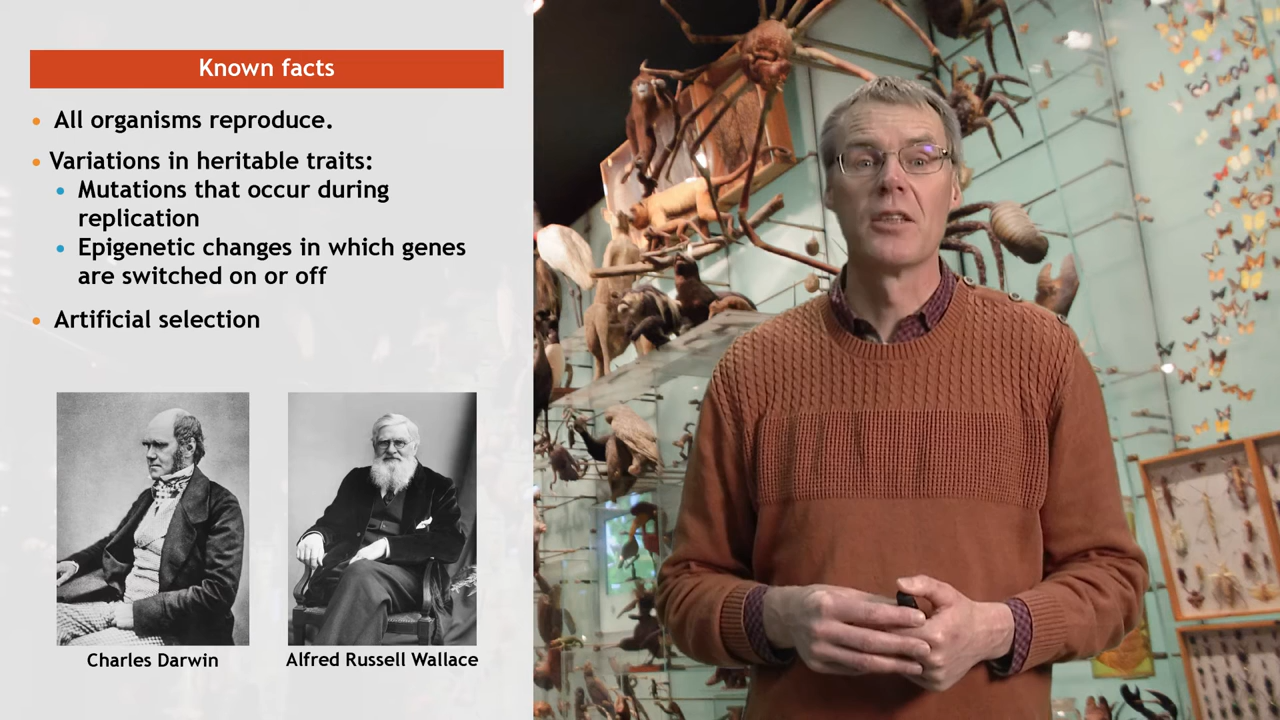 Known facts
• All organisms reproduce.
• Variations in heritable traits:
• Mutations that occur during
replication
• Epigenetic changes in which genes
are switched on or off
• Artificial selection
Charles Darwin
Alfred Russell Wallace